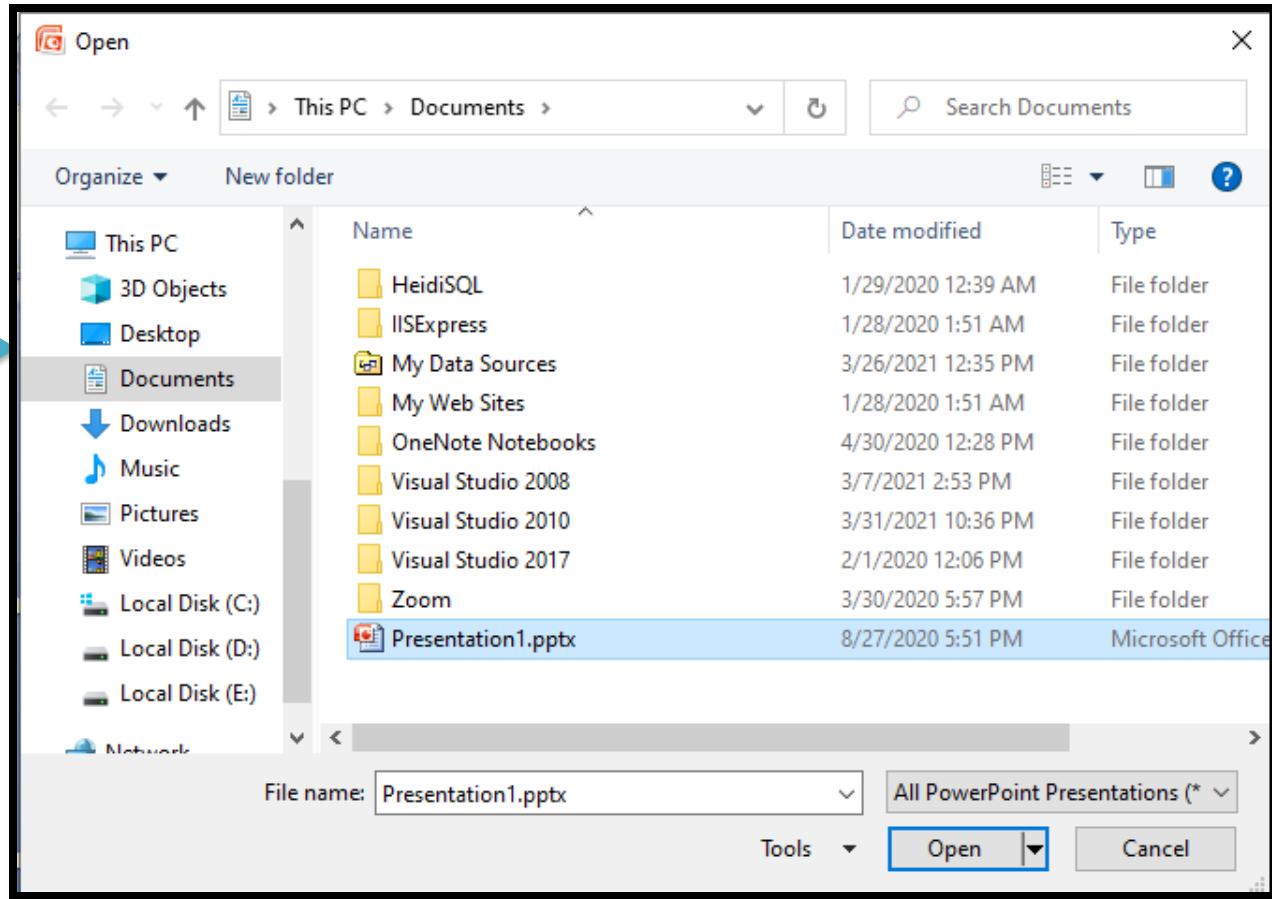 Open
This PC > Documents >
Search Documents
Organize
New folder
?
This PC
3D Objects
Desktop
Documents
Downloads
Music
Pictures
Videos
Local Disk (C:)
Local Disk (D:)
Local Disk (E:)
Network
Name Date modified Type
HeidiSQL 1/29/2020 12:39 AM File folder
IISExpress 1/28/2020 1:51 AM File folder
My Data Sources 3/26/2021 12:35 PM File folder
My Web Sites 1/28/2020 1:51 AM File folder
OneNote Notebooks 4/30/2020 12:28 PM File folder
Visual Studio 2008 3/7/2021 2:53 PM File folder
Visual Studio 2010 3/31/2021 10:36 PM File folder
Visual Studio 2017 2/1/2020 12:06 PM File folder
Zoom 3/30/2020 5:57 PM File folder
Presentation1.pptx 8/27/2020 5:51 PM Microsoft Office
File name: Presentation1.pptx All PowerPoint Presentations (*
Tools Open Cancel